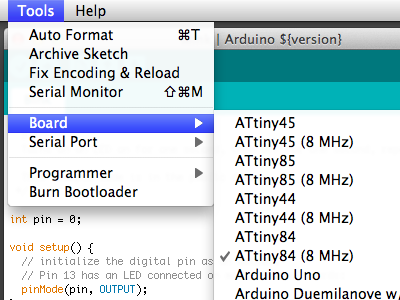 Tools Help
| Arduino ${version}
Auto Format ⌘T
Archive Sketch
Fix Encoding & Reload
Serial Monitor ⇧⌘M
Board
Serial Port
Programmer
Burn Bootloader
ATtiny45
ATtiny45 (8 MHz)
ATtiny85
ATtiny85 (8 MHz)
ATtiny44
ATtiny44 (8 MHz)
ATtiny84
✓ ATtiny84 (8 MHz)
Arduino Uno
Arduino Duemilanove w/
int pin = 0;
void setup() {
// initialize the digital pin as
// Pin 13 has an LED connected o
pinMode(pin, OUTPUT);